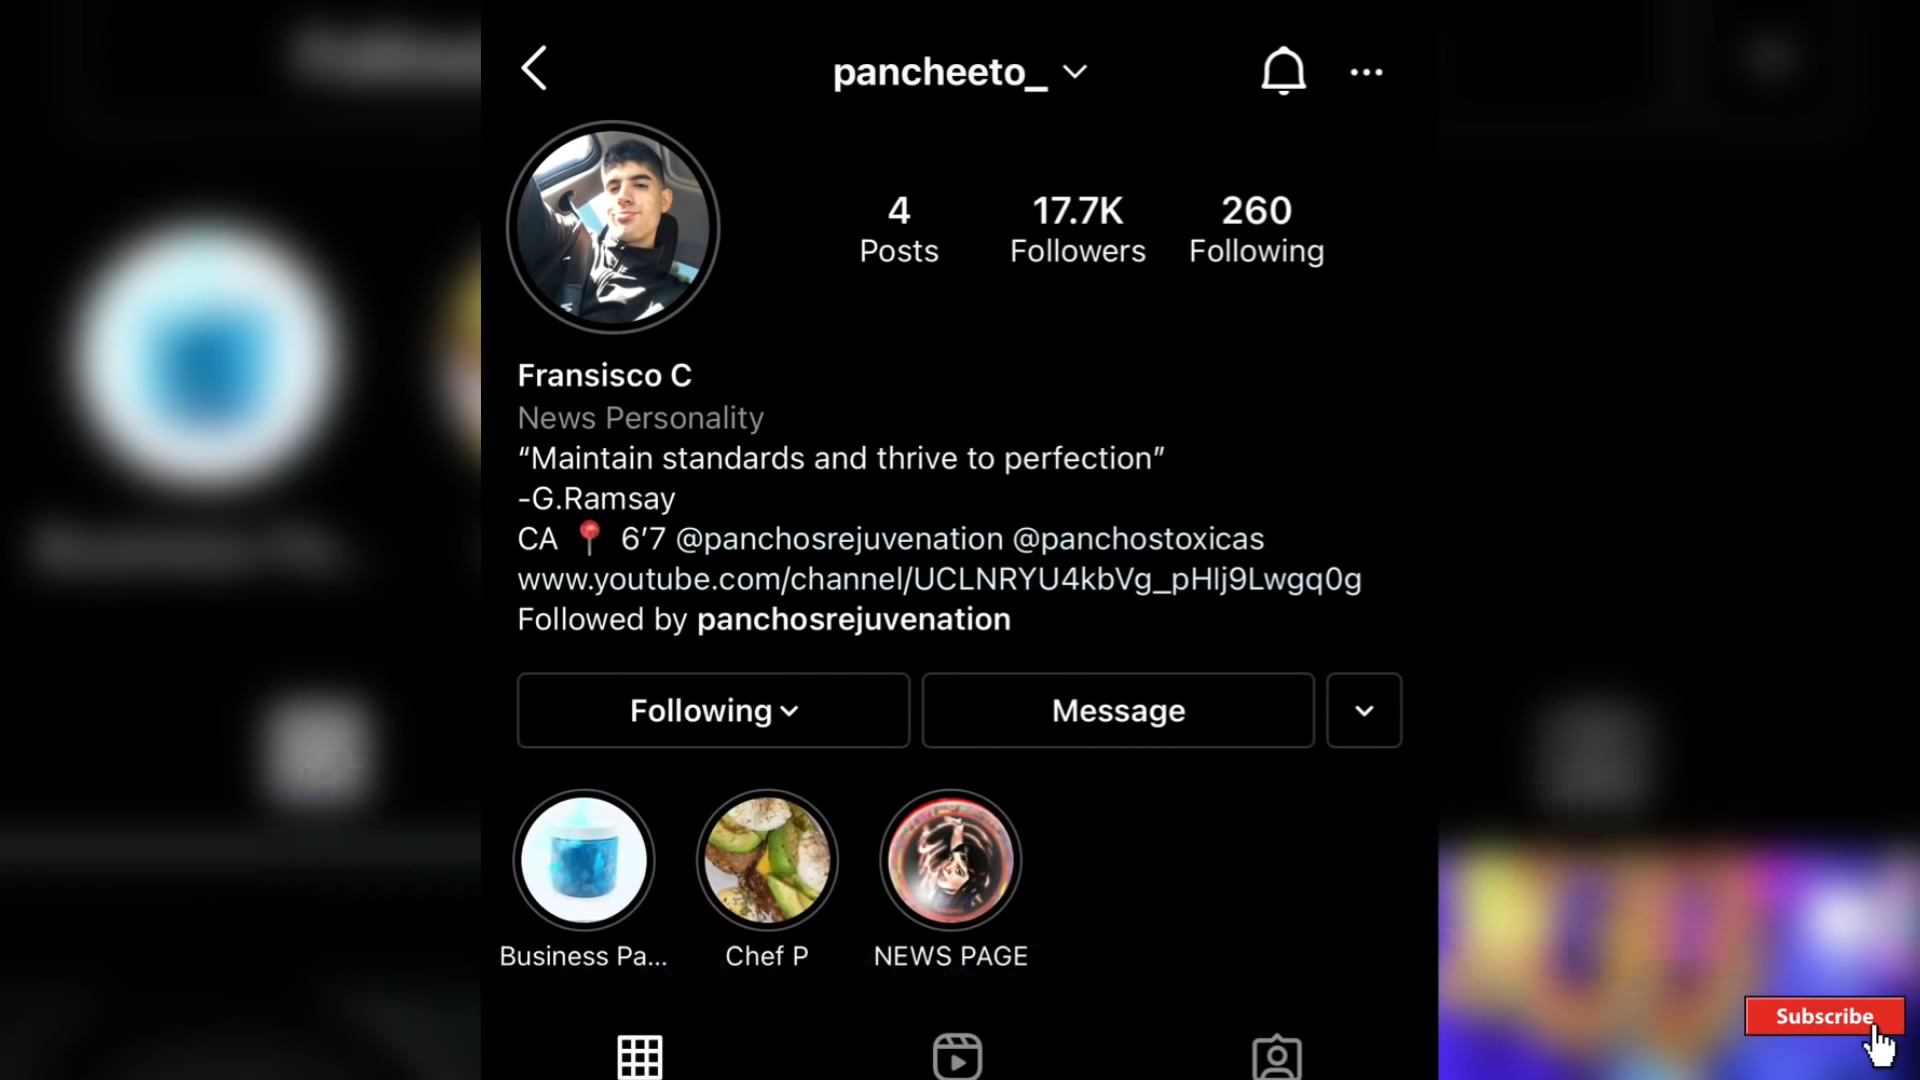 pancheeto_
4 17.7K 260
Posts Followers Following
Fransisco C
News Personality
“Maintain standards and thrive to perfection”
-G.Ramsay
CA 📍 6’7 @panchosrejuvenation @panchostoxicas
www.youtube.com/channel/UCLNRYU4kbVg_pHlj9Lwgq0g
Followed by panchosrejuvenation
Following Message
Business Pa... Chef P NEWS PAGE
Subscribe